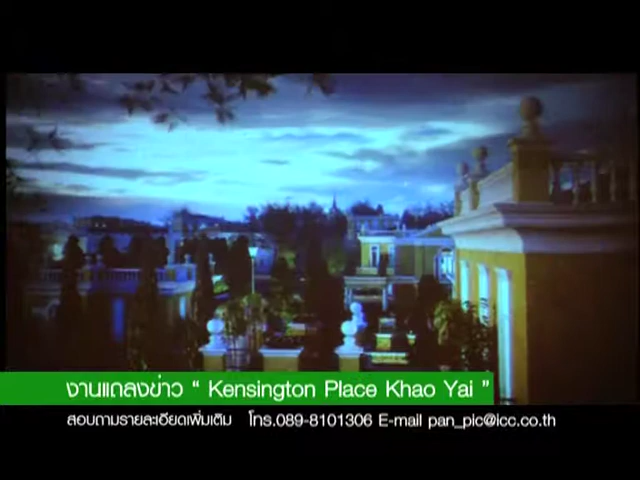 งานแถลงข่าว “ Kensington Place Khao Yai ”
สอบถามรายละเอียดเพิ่มเติม โทร.089-8101306 E-mail pan_pic@icc.co.th